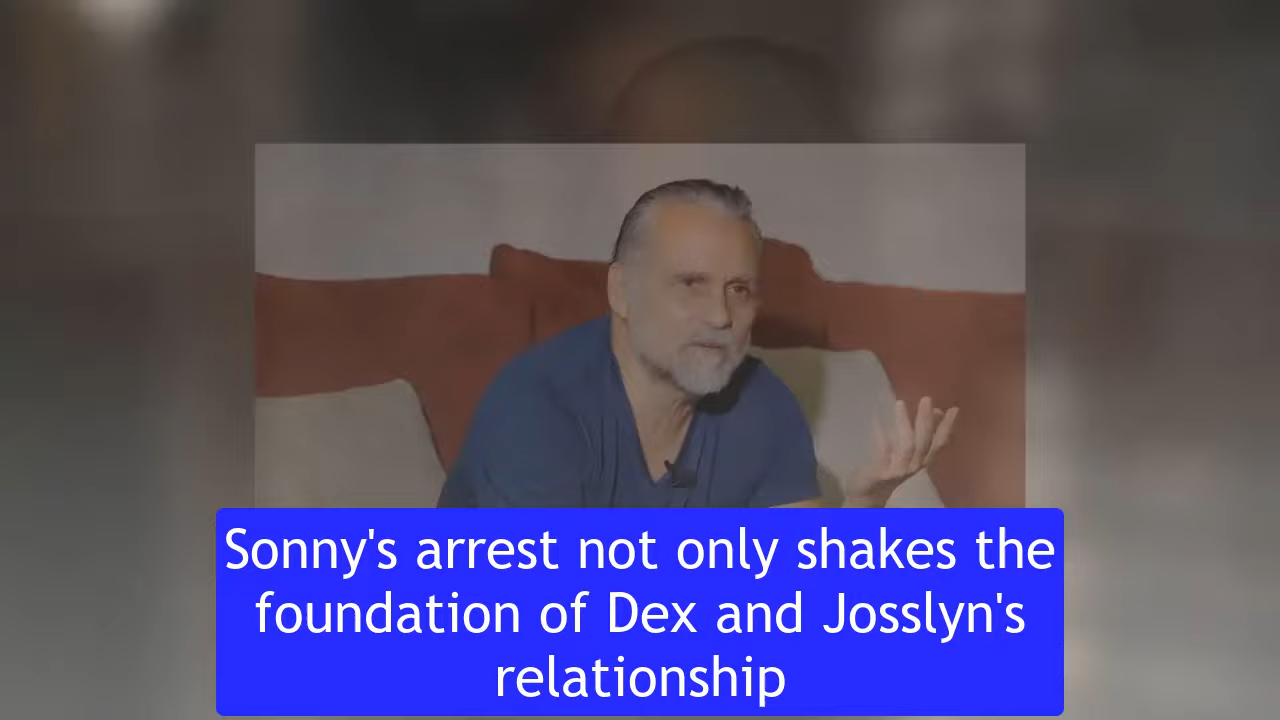 Sonny's arrest not only shakes the
foundation of Dex and Josslyn's
relationship